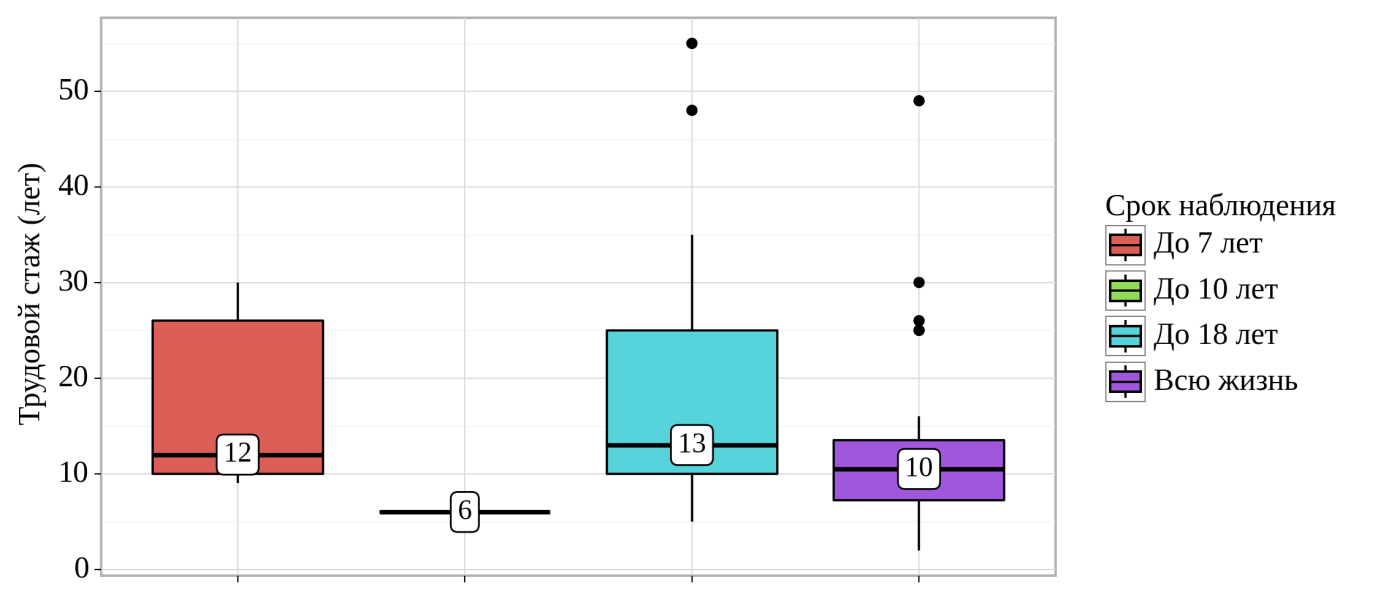 Трудовой стаж (лет)
50
40
30
20
10
0
12
6
13
10
Срок наблюдения
До 7 лет
До 10 лет
До 18 лет
Всю жизнь